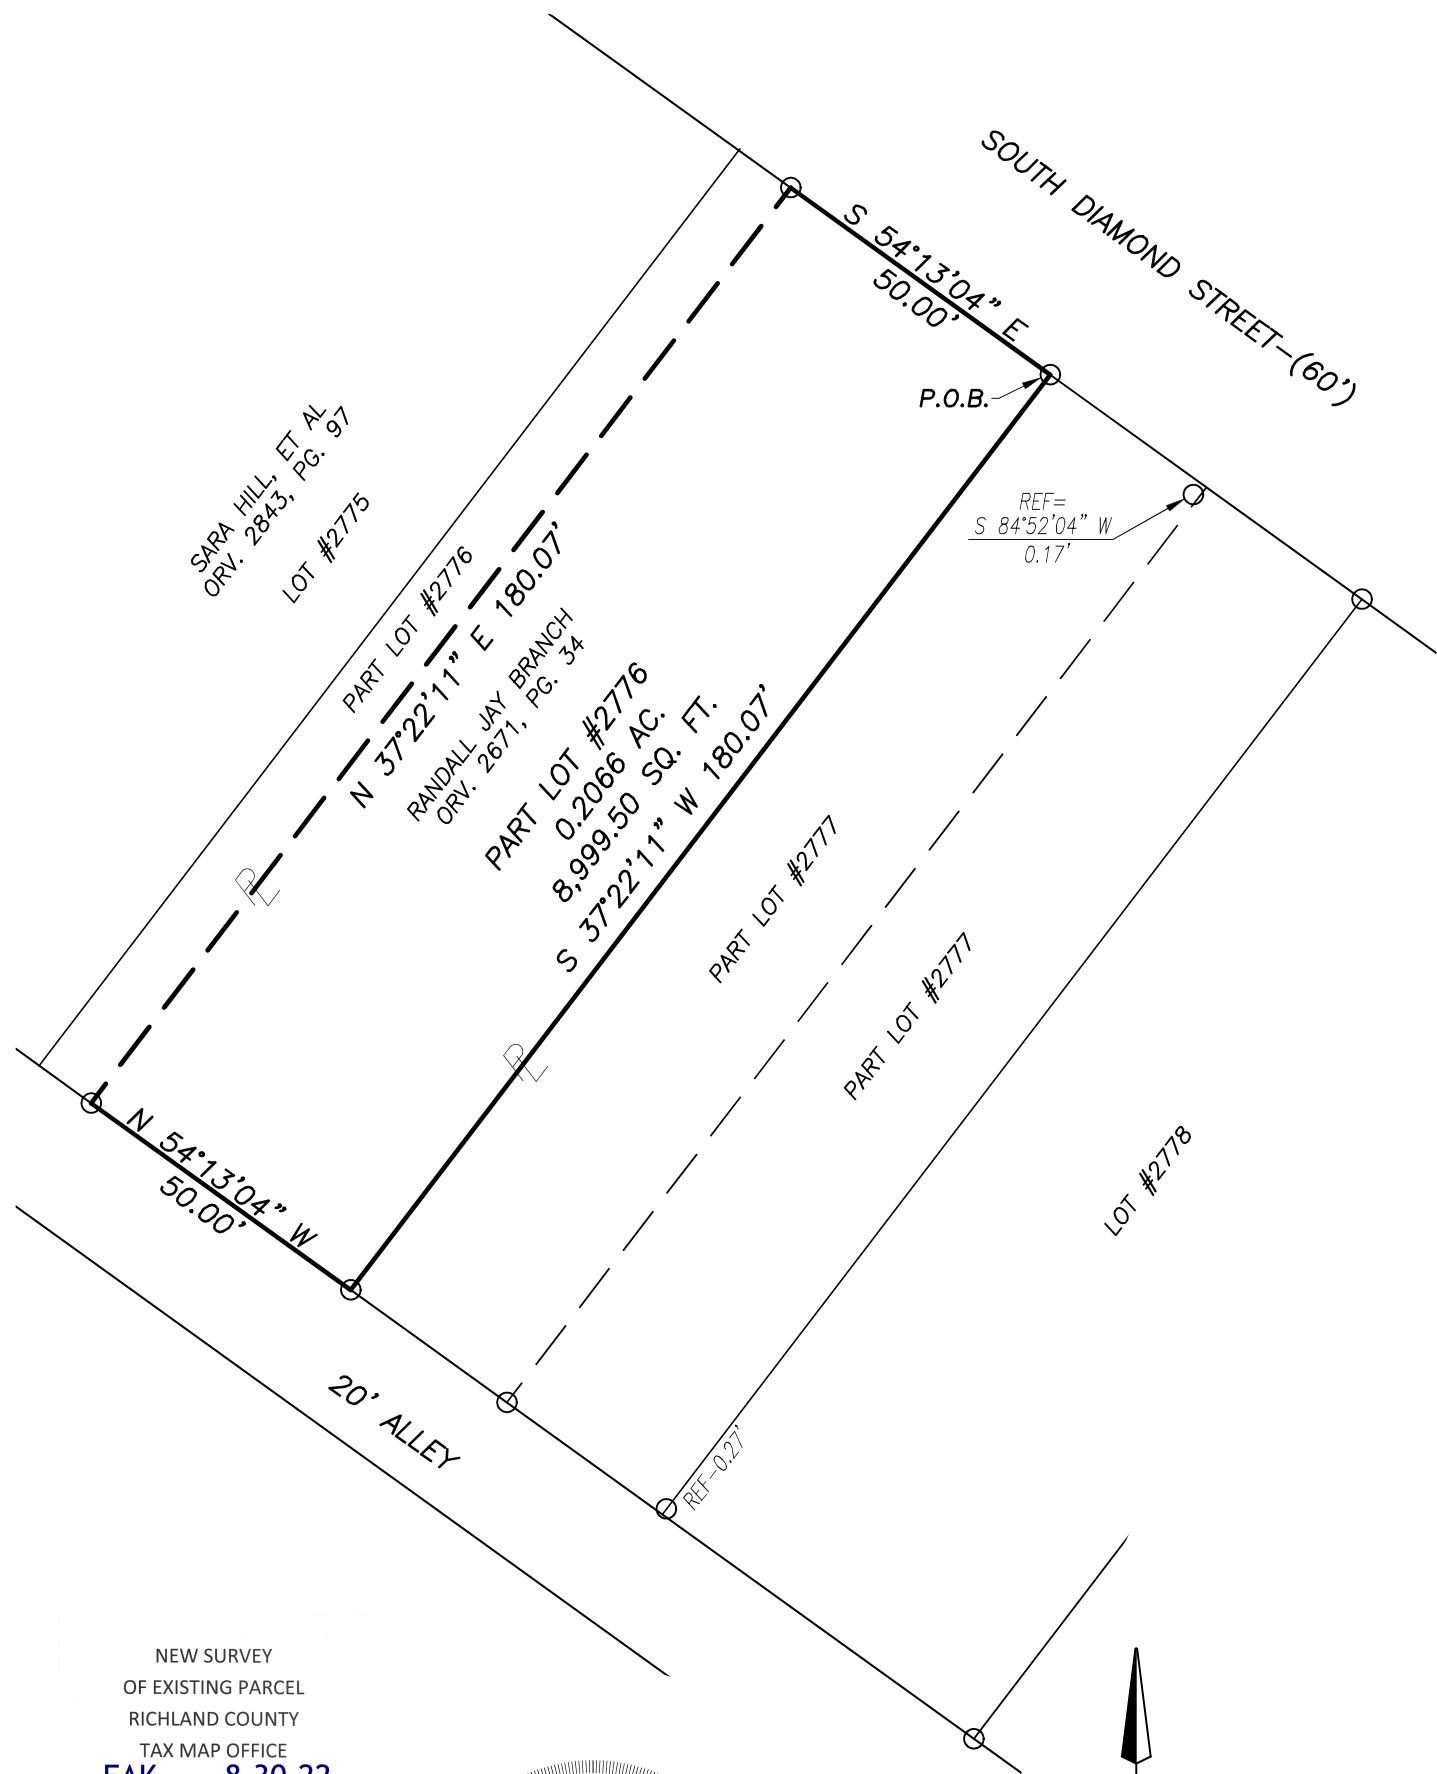 SOUTH DIAMOND STREET-(60')
S 54°13'04" E
50.00'
P.O.B.
REF=
S 84°52'04" W
0.17'
SARA HILL, ET AL
ORV. 2843, PG. 97
LOT #2775
PART LOT #2776
N 37°22'11" E 180.07'
RANDALL JAY BRANCH
ORV. 2671, PG. 34
PART LOT #2776
0.2066 AC.
8,999.50 SQ. FT.
S 37°22'11" W 180.07'
PL
PL
PART LOT #2777
PART LOT #2777
LOT #2778
N 54°13'04" W
50.00'
20' ALLEY
REF-0.27'
NEW SURVEY
OF EXISTING PARCEL
RICHLAND COUNTY
TAX MAP OFFICE